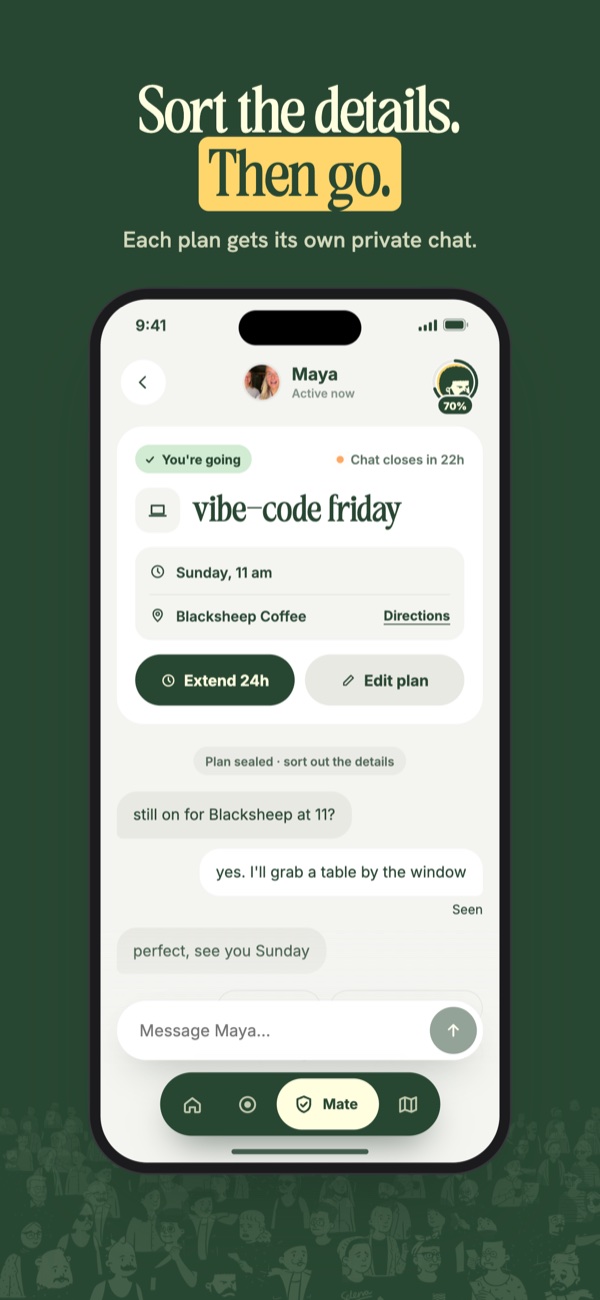 Sort the details.
Then go.
Each plan gets its own private chat.
9:41
Maya
Active now
70%
You're going
Chat closes in 22h
vibe-code friday
Sunday, 11 am
Blacksheep Coffee
Directions
Extend 24h
Edit plan
Plan sealed · sort out the details
still on for Blacksheep at 11?
yes. I'll grab a table by the window
Seen
perfect, see you Sunday
Message Maya...
Mate